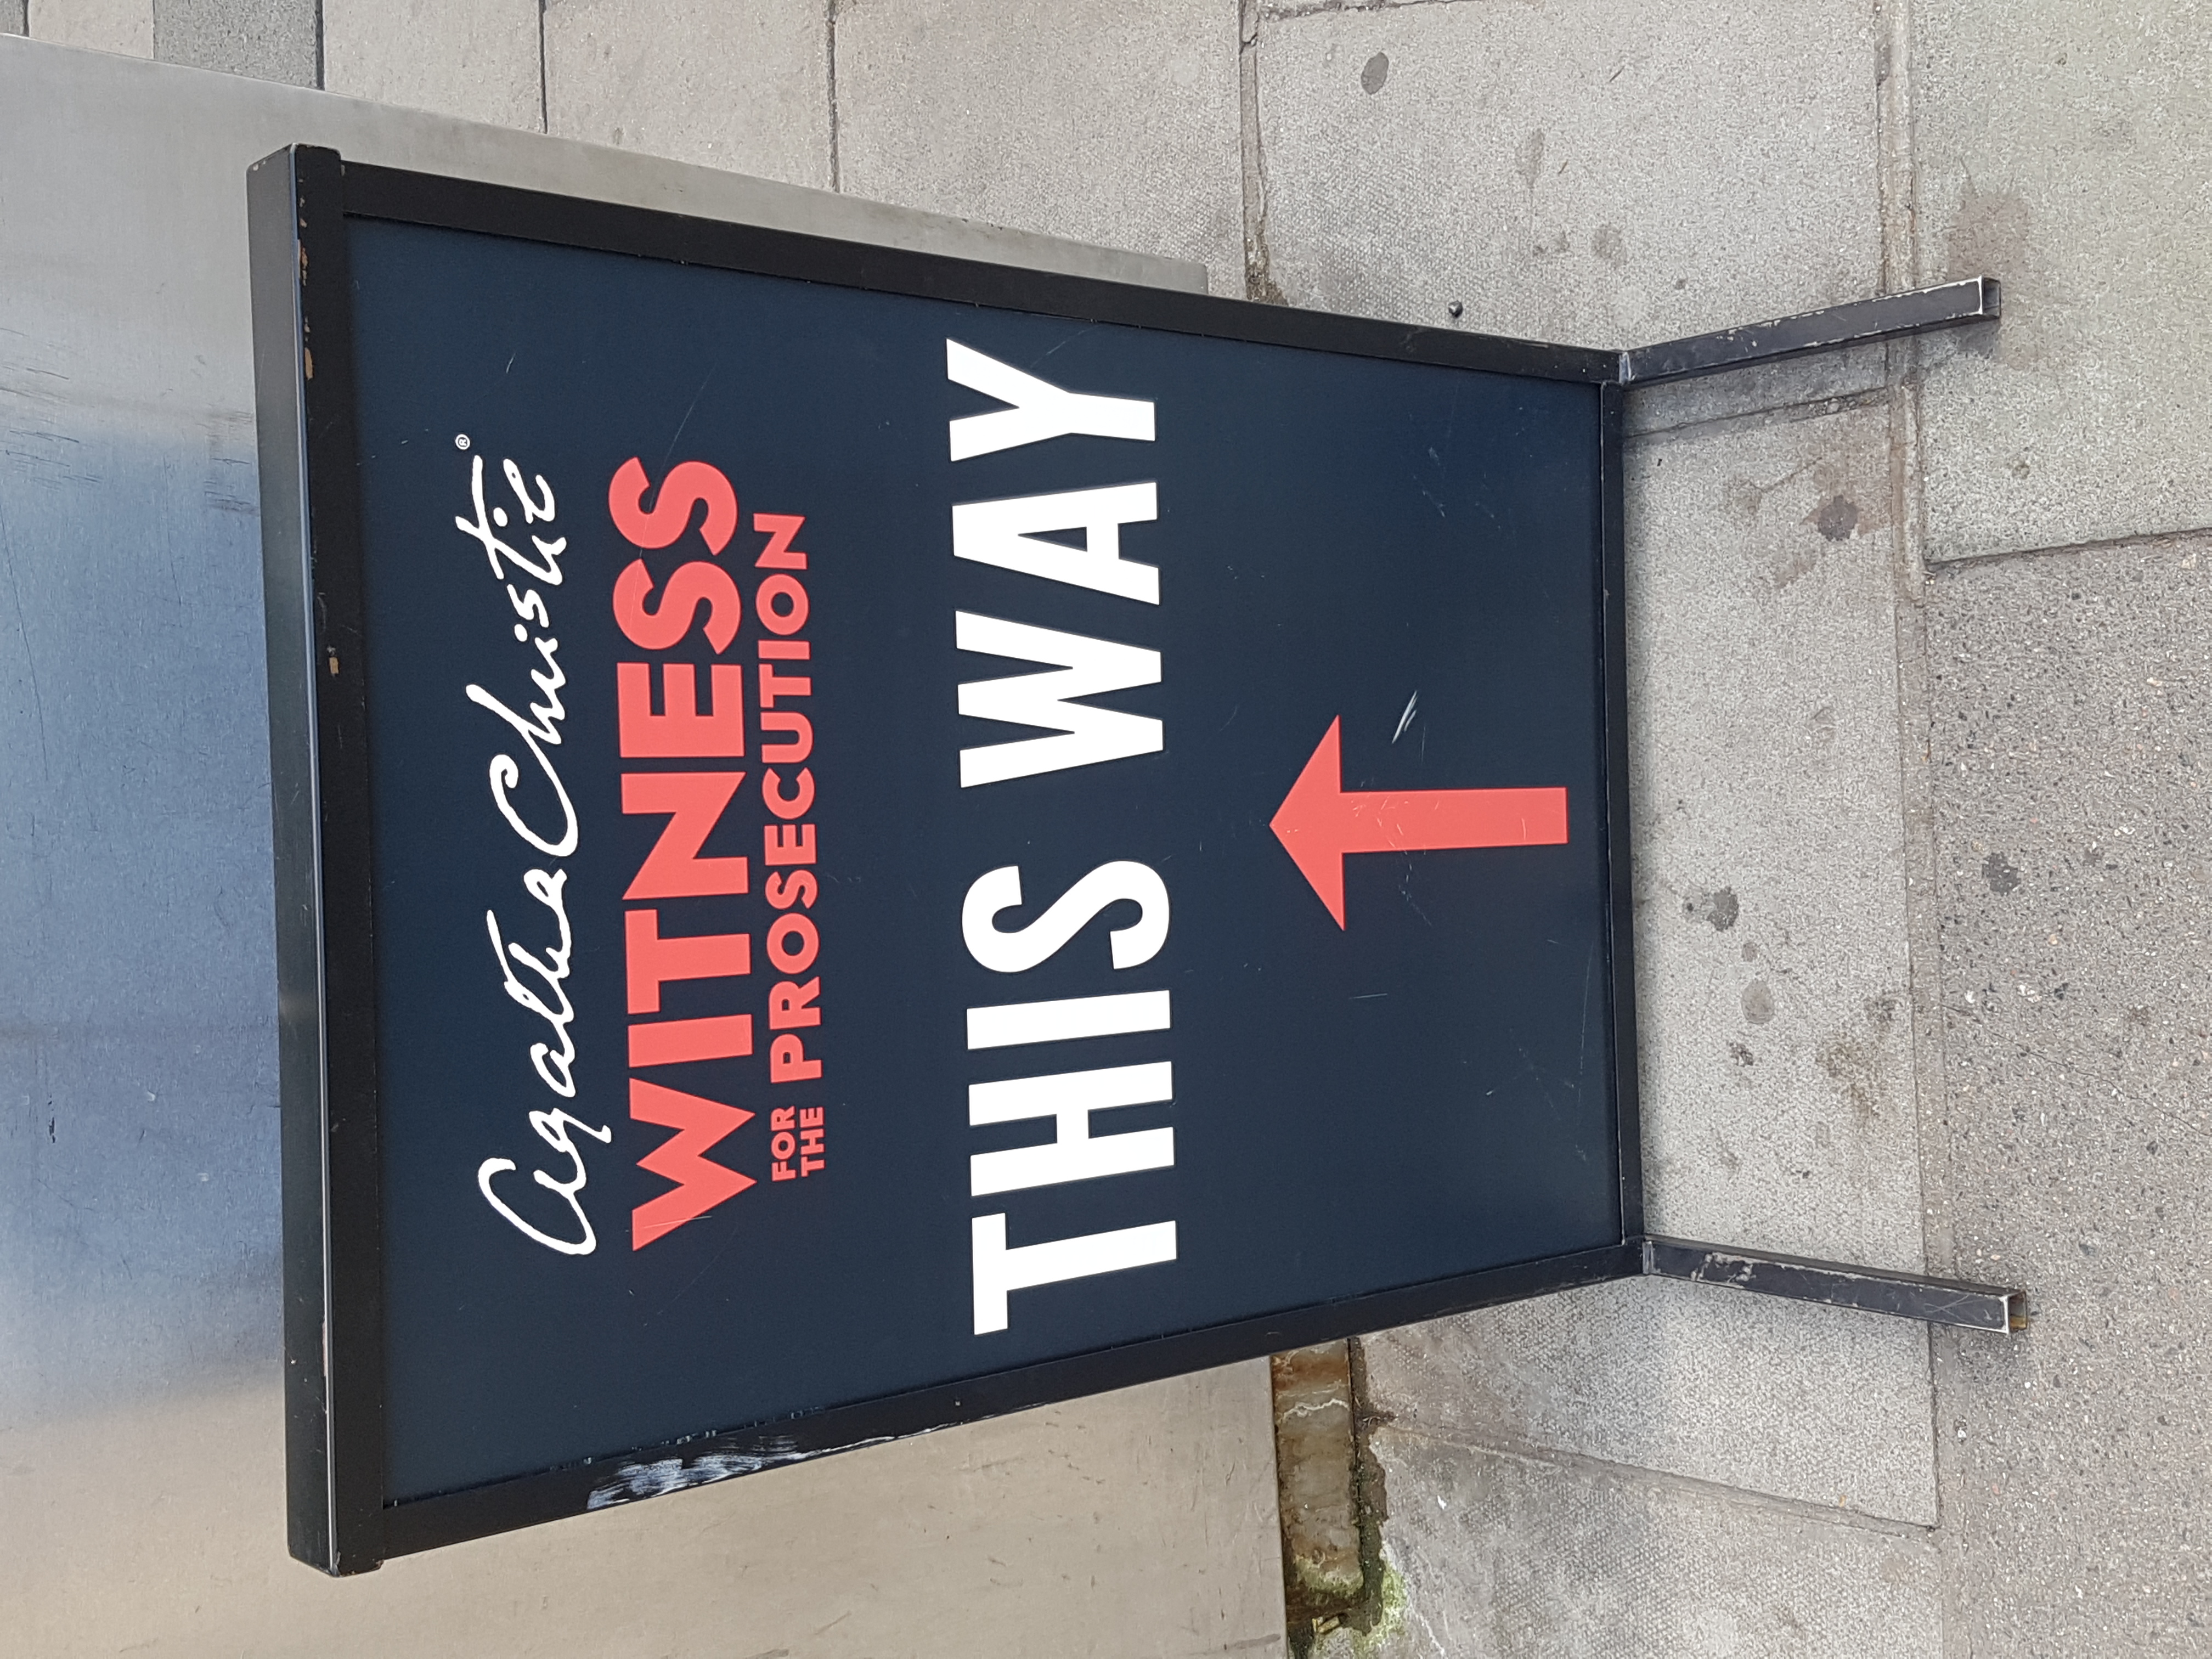 Agatha Christie®
WITNESS
FOR THE PROSECUTION
THIS WAY